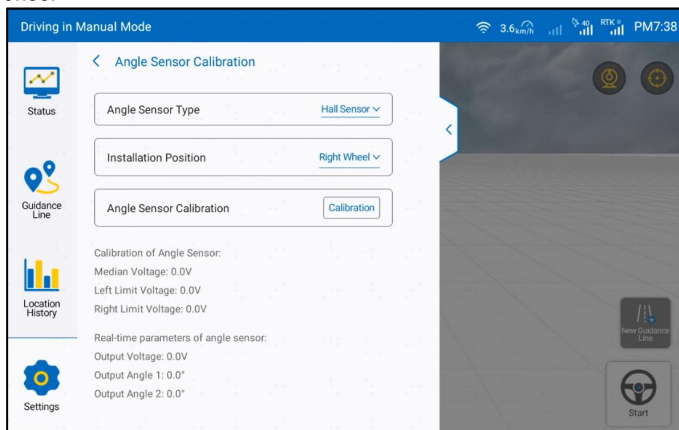 Driving in Manual Mode
3.6km/h
40
RTK
PM7:38
Angle Sensor Calibration
Status
Angle Sensor Type
Hall Sensor
Installation Position
Right Wheel
Guidance
Line
Angle Sensor Calibration
Calibration
Calibration of Angle Sensor:
Median Voltage: 0.0V
Left Limit Voltage: 0.0V
Right Limit Voltage: 0.0V
Location
History
Real-time parameters of angle sensor:
Output Voltage: 0.0V
Output Angle 1: 0.0°
Output Angle 2: 0.0°
New Guidance
Line
Settings
Start